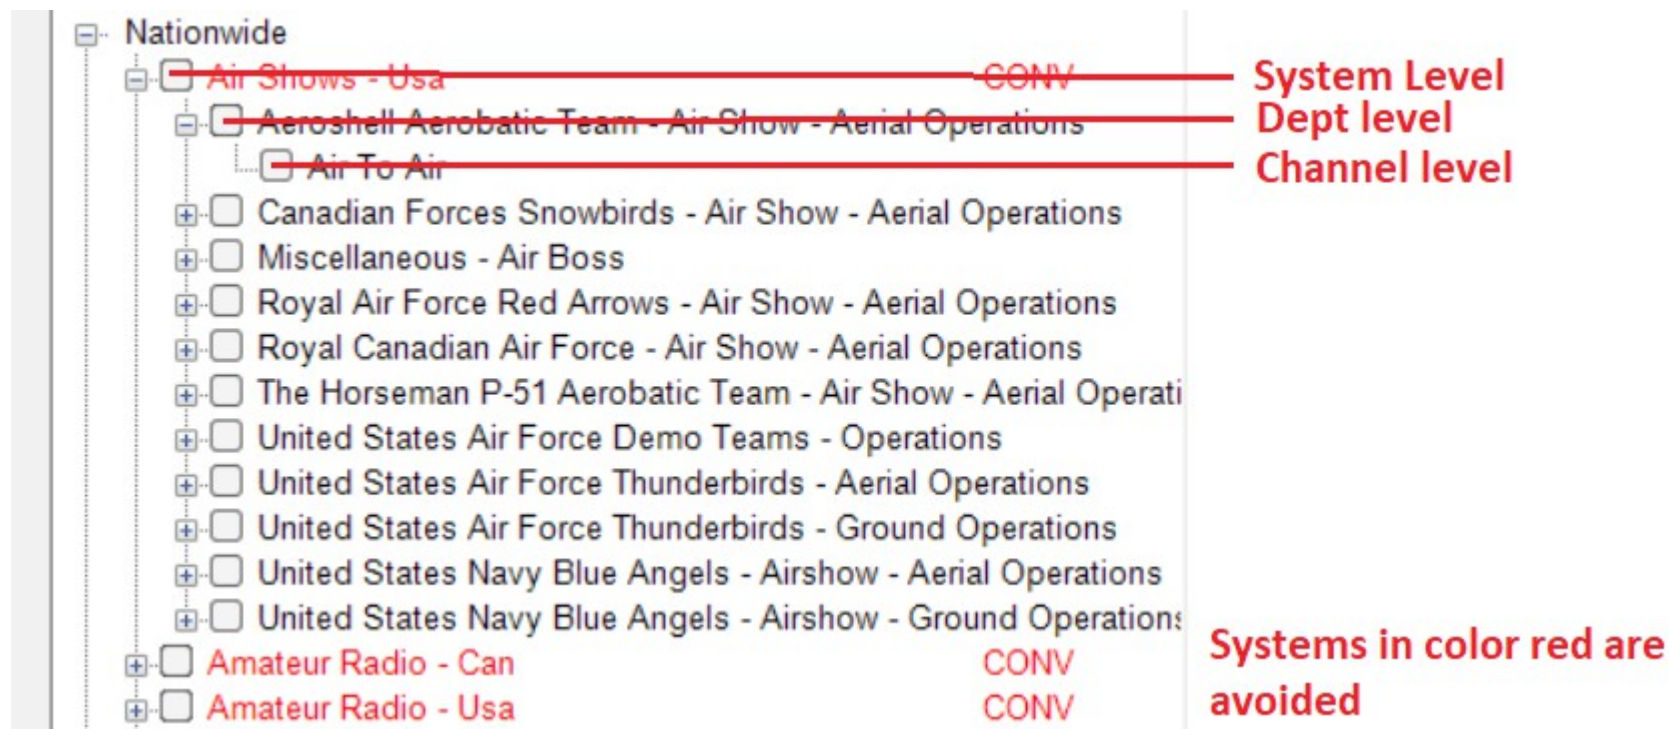 Nationwide
Air Shows - Usa CONV System Level
Aeroshell Aerobatic Team - Air Show - Aerial Operations Dept level
Air To Air Channel level
Canadian Forces Snowbirds - Air Show - Aerial Operations
Miscellaneous - Air Boss
Royal Air Force Red Arrows - Air Show - Aerial Operations
Royal Canadian Air Force - Air Show - Aerial Operations
The Horseman P-51 Aerobatic Team - Air Show - Aerial Operati
United States Air Force Demo Teams - Operations
United States Air Force Thunderbirds - Aerial Operations
United States Air Force Thunderbirds - Ground Operations
United States Navy Blue Angels - Airshow - Aerial Operations
United States Navy Blue Angels - Airshow - Ground Operations
Amateur Radio - Can CONV
Amateur Radio - Usa CONV
Systems in color red are
avoided